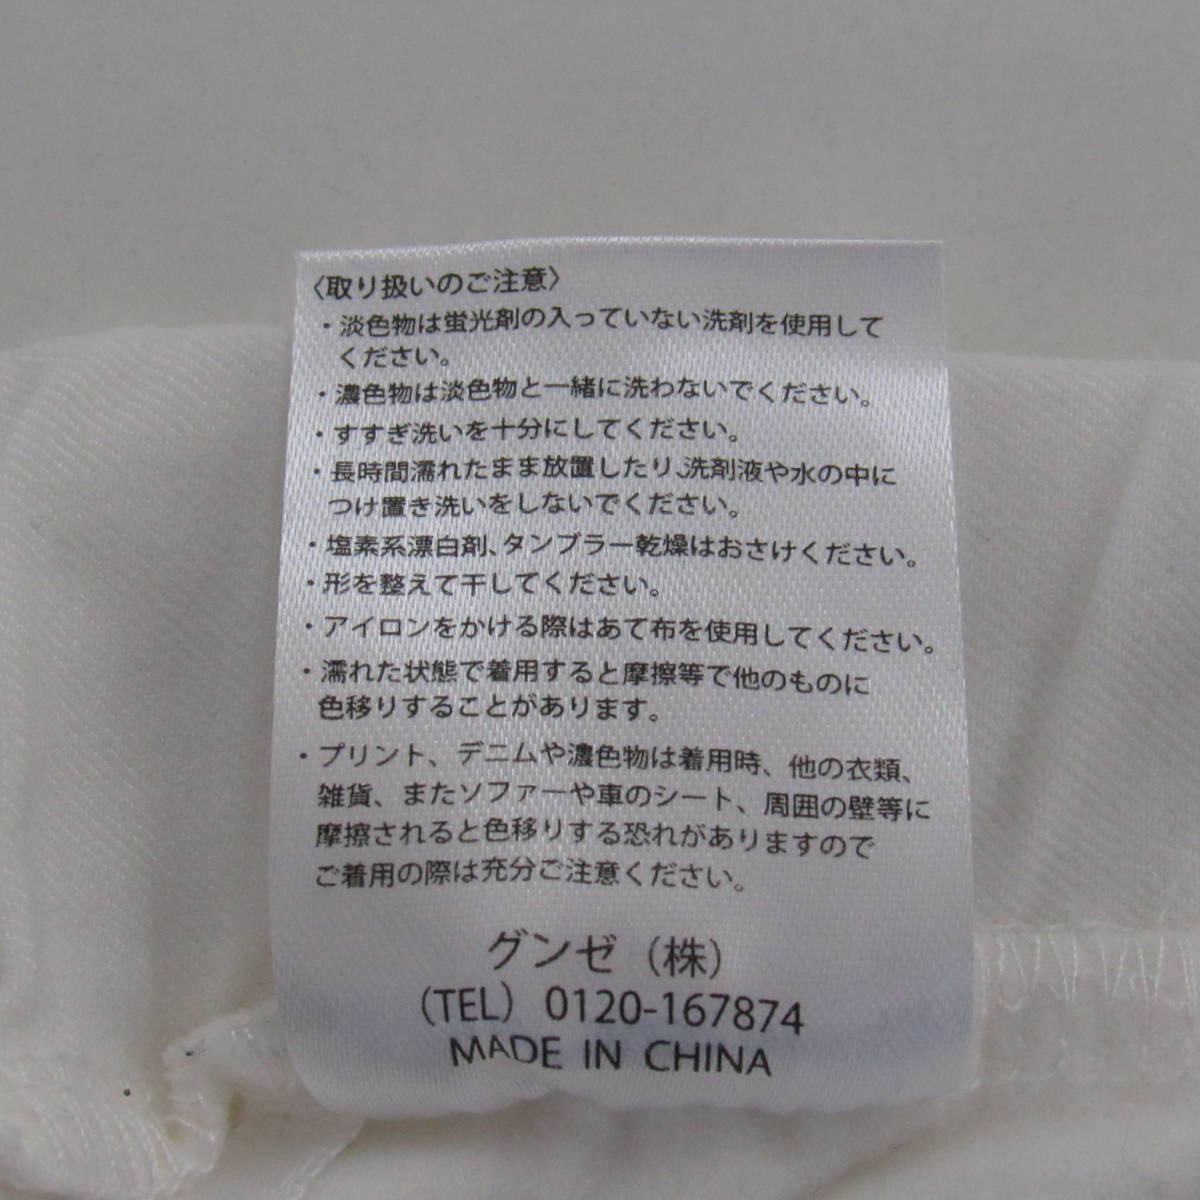 〈取り扱いのご注意〉
・淡色物は蛍光剤の入っていない洗剤を使用して
ください。
・濃色物は淡色物と一緒に洗わないでください。
・すすぎ洗いを十分にしてください。
・長時間濡れたまま放置したり、洗剤液や水の中に
つけ置き洗いをしないでください。
・塩素系漂白剤、タンブラー乾燥はおさけください。
・形を整えて干してください。
・アイロンをかける際はあて布を使用してください。
・濡れた状態で着用すると摩擦等で他のものに
色移りすることがあります。
・プリント、デニムや濃色物は着用時、他の衣類、
雑貨、またソファーや車のシート、周囲の壁等に
摩擦されると色移りする恐れがありますので
ご着用の際は充分ご注意ください。
グンゼ（株）
（TEL）0120-167874
MADE IN CHINA